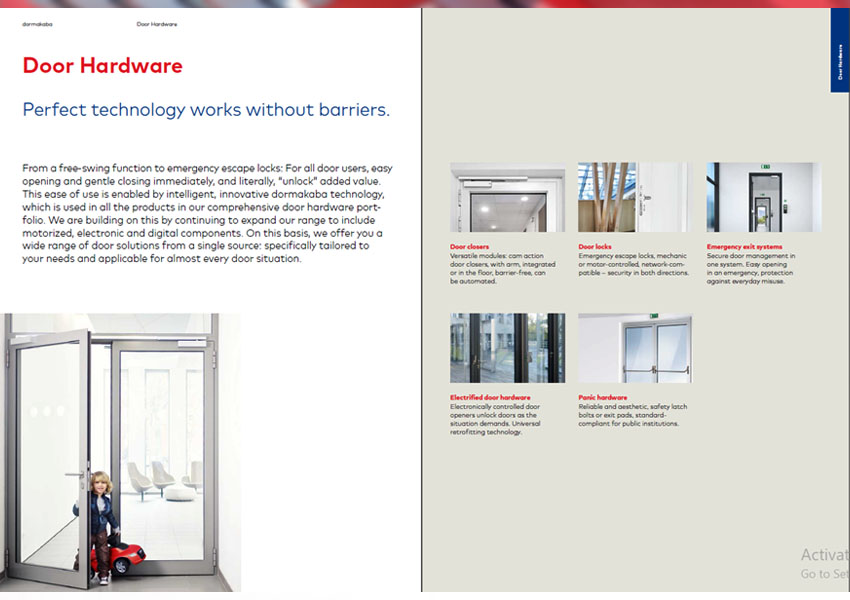 dormakaba
Door Hardware
Door Hardware
Perfect technology works without barriers.
From a free-swing function to emergency escape locks: For all door users, easy
opening and gentle closing immediately, and literally, "unlock" added value.
This ease of use is enabled by intelligent, innovative dormakaba technology,
which is used in all the products in our comprehensive door hardware port-
folio. We are building on this by continuing to expand our range to include
motorized, electronic and digital components. On this basis, we offer you a
wide range of door solutions from a single source: specifically tailored to
your needs and applicable for almost every door situation.
Door Hardware
Door closers
Versatile modules: cam action
door closers, with arm, integrated
or in the floor, barrier-free, can
be automated.
Door locks
Emergency escape locks, mechanic
or motor-controlled, network-com-
patible – security in both directions.
Emergency exit systems
Secure door management in
one system. Easy opening
in an emergency, protection
against everyday misuse.
Electrified door hardware
Electronically controlled door
openers unlock doors as the
situation demands. Universal
retrofitting technology.
Panic hardware
Reliable and aesthetic, safety latch
bolts or exit pads, standard-
compliant for public institutions.
Activat
Go to Set